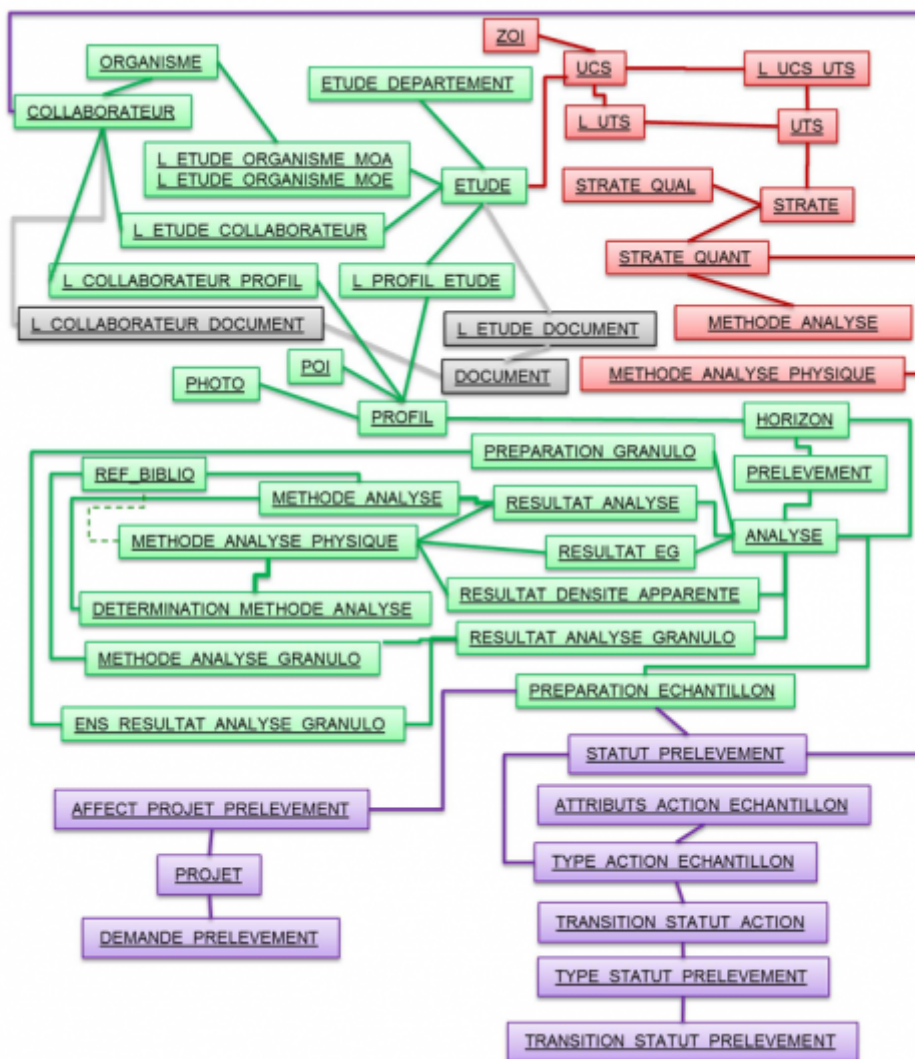 ZOI
ORGANISME
UCS
L_UCS_UTS
ETUDE_DEPARTEMENT
COLLABORATEUR
L_UTS
UTS
L_ETUDE_ORGANISME_MOA
L_ETUDE_ORGANISME_MOE
ETUDE
STRATE_QUAL
STRATE
L_ETUDE_COLLABORATEUR
STRATE_QUANT
L_COLLABORATEUR_PROFIL
L_PROFIL_ETUDE
L_COLLABORATEUR_DOCUMENT
L_ETUDE_DOCUMENT
METHODE_ANALYSE
POI
DOCUMENT
METHODE_ANALYSE_PHYSIQUE
PHOTO
PROFIL
HORIZON
PREPARATION_GRANULO
REF_BIBLIO
PRELEVEMENT
METHODE_ANALYSE
RESULTAT_ANALYSE
METHODE_ANALYSE_PHYSIQUE
RESULTAT_EG
ANALYSE
DETERMINATION_METHODE_ANALYSE
RESULTAT_DENSITE_APPARENTE
METHODE_ANALYSE_GRANULO
RESULTAT_ANALYSE_GRANULO
PREPARATION_ECHANTILLON
ENS_RESULTAT_ANALYSE_GRANULO
STATUT_PRELEVEMENT
AFFECT_PROJET_PRELEVEMENT
ATTRIBUTS_ACTION_ECHANTILLON
PROJET
TYPE_ACTION_ECHANTILLON
DEMANDE_PRELEVEMENT
TRANSITION_STATUT_ACTION
TYPE_STATUT_PRELEVEMENT
TRANSITION_STATUT_PRELEVEMENT